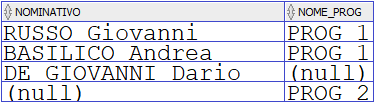 NOMINATIVO NOME_PROG
RUSSO Giovanni PROG 1
BASILICO Andrea PROG 1
DE GIOVANNI Dario (null)
(null) PROG 2